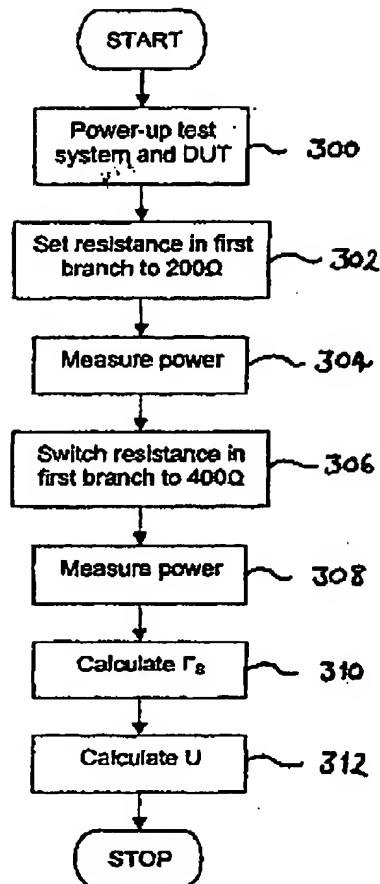 START
Power-up test
system and DUT
300
Set resistance in first
branch to 200Ω
302
Measure power
304
Switch resistance in
first branch to 400Ω
306
Measure power
308
Calculate Γs
310
Calculate U
312
STOP